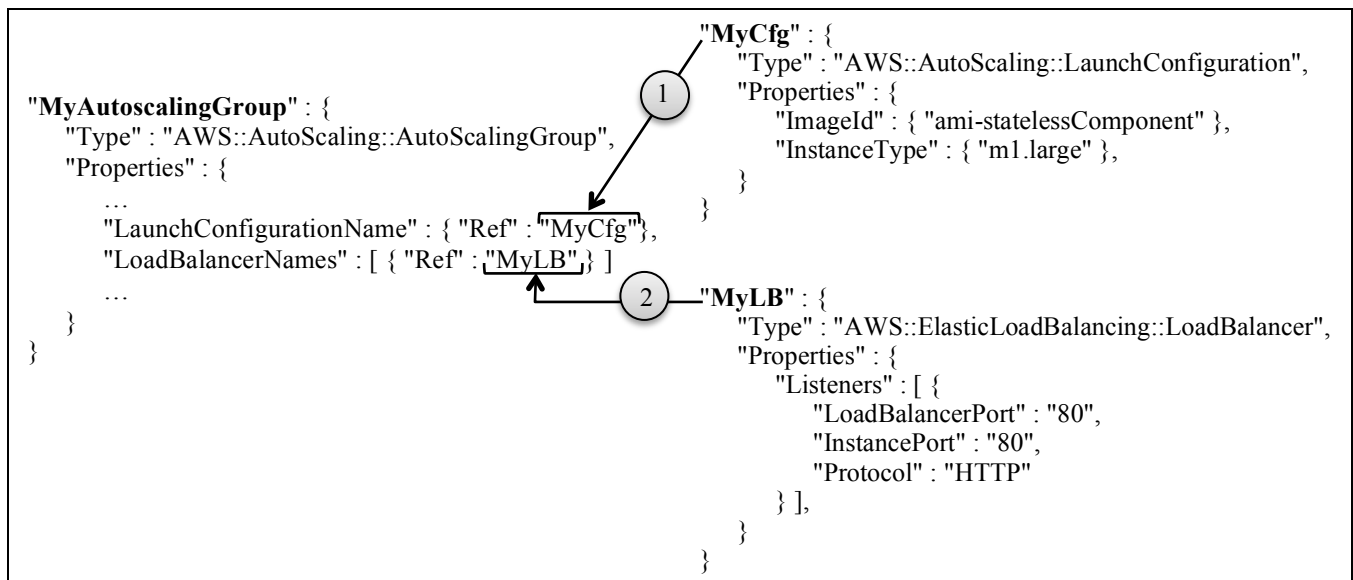 "MyAutoscalingGroup" : {
"Type" : "AWS::AutoScaling::AutoScalingGroup",
"Properties" : {
…
"LaunchConfigurationName" : { "Ref" : "MyCfg"},
"LoadBalancerNames" : [ { "Ref" : "MyLB" } ]
…
}
}
1
2
"MyCfg" : {
"Type" : "AWS::AutoScaling::LaunchConfiguration",
"Properties" : {
"ImageId" : { "ami-statelessComponent" },
"InstanceType" : { "m1.large" },
}
}
"MyLB" : {
"Type" : "AWS::ElasticLoadBalancing::LoadBalancer",
"Properties" : {
"Listeners" : [ {
"LoadBalancerPort" : "80",
"InstancePort" : "80",
"Protocol" : "HTTP"
} ],
}
}